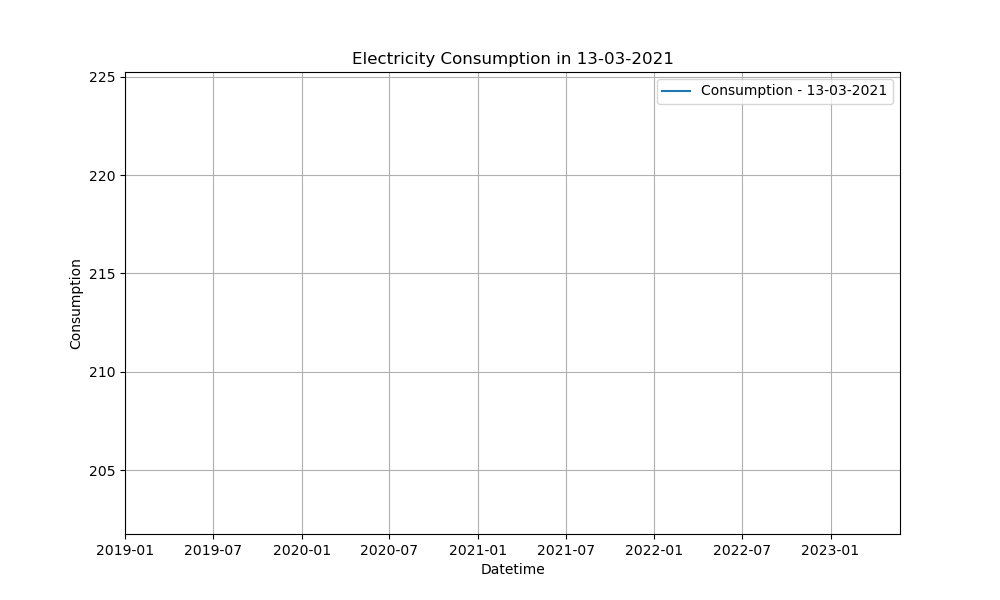 Electricity Consumption in 13-03-2021
Consumption - 13-03-2021
225
220
215
210
205
Consumption
2019-01 2019-07 2020-01 2020-07 2021-01 2021-07 2022-01 2022-07 2023-01
Datetime